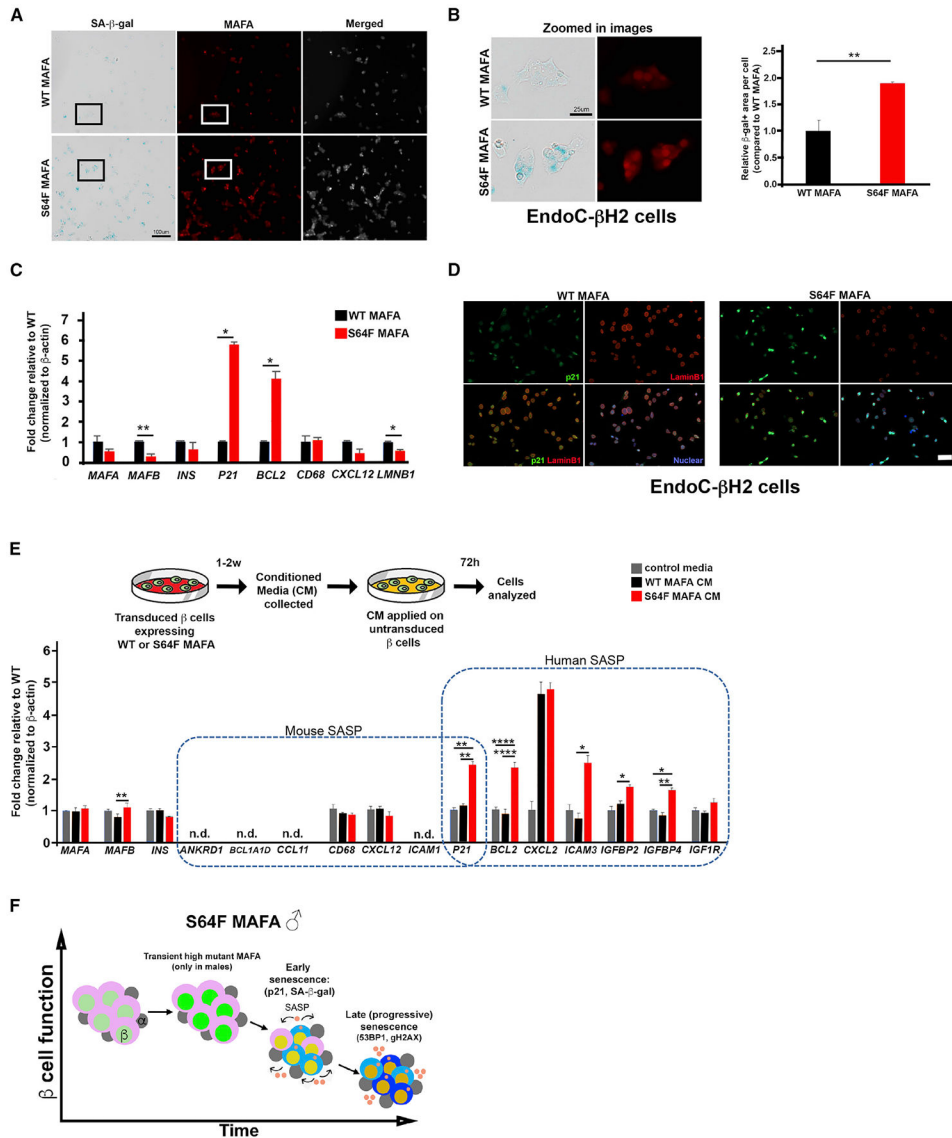 A
SA-β-gal
MAFA
Merged
WT MAFA
S64F MAFA
100um
B
Zoomed in images
WT MAFA
25um
S64F MAFA
EndoC-βH2 cells
Relative β-gal+ area per cell
(compared to WT MAFA)
2.5
2.0
1.5
1.0
0.5
0.0
**
WT MAFA
S64F MAFA
C
Fold change relative to WT
(normalized to β-actin)
7
6
5
4
3
2
1
0
WT MAFA
S64F MAFA
**
*
*
*
MAFA MAFB INS P21 BCL2 CD68 CXCL12 LMNB1
D
WT MAFA
S64F MAFA
p21
LaminB1
p21 LaminB1
Nuclear
EndoC-βH2 cells
E
1-2w
72h
Transduced β cells
expressing
WT or S64F MAFA
Conditioned
Media (CM)
collected
CM applied on
untransduced
β cells
Cells
analyzed
control media
WT MAFA CM
S64F MAFA CM
Fold change relative to WT
(normalized to β-actin)
5
4
3
2
1
0
Mouse SASP
Human SASP
**
n.d.
n.d.
n.d.
n.d.
**
**
****
****
*
*
*
**
MAFA MAFB INS ANKRD1 BCL1A1D CCL11 CD68 CXCL12 ICAM1 P21 BCL2 CXCL2 ICAM3 IGFBP2 IGFBP4 IGF1R
F
S64F MAFA ♂
β cell function
Time
Transient high mutant MAFA
(only in males)
β
α
Early
senescence:
(p21, SA-β-gal)
SASP
Late (progressive)
senescence
(53BP1, gH2AX)